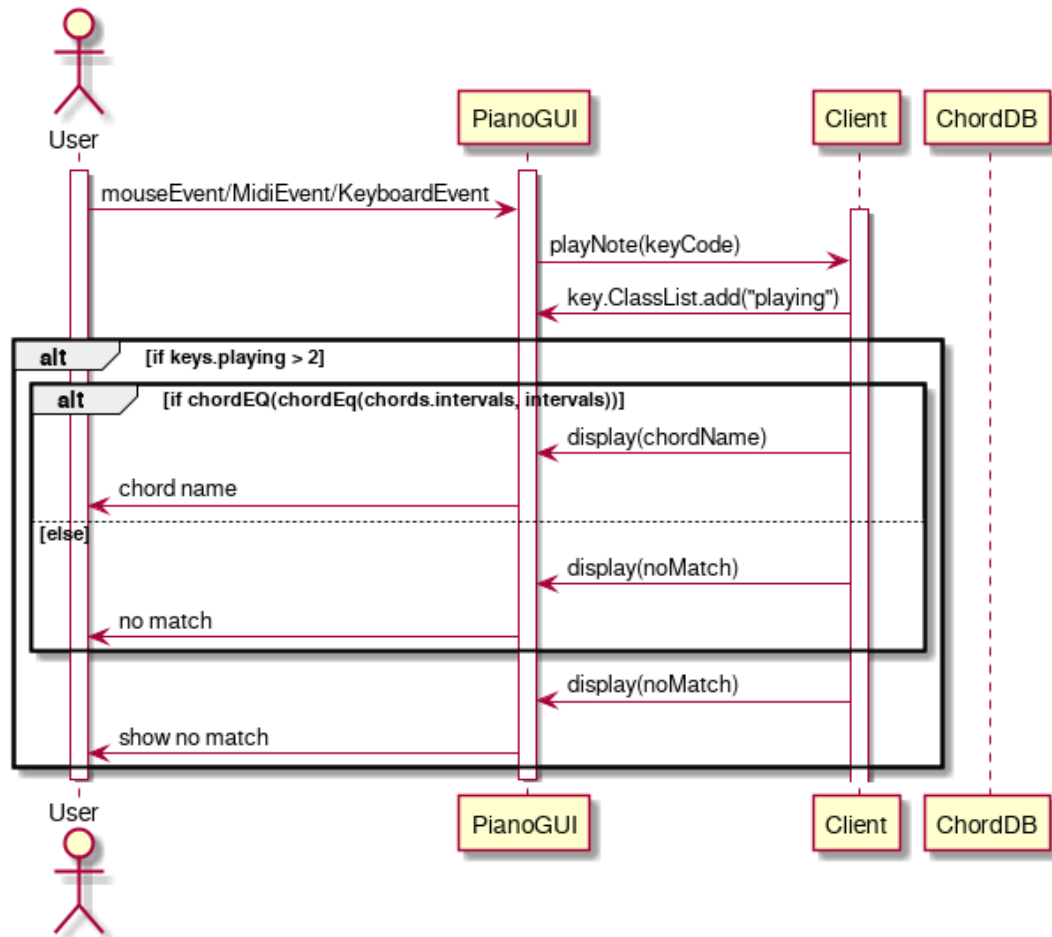 User
PianoGUI
Client
ChordDB
mouseEvent/MidiEvent/KeyboardEvent
playNote(keyCode)
key.ClassList.add("playing")
alt [if keys.playing > 2]
alt [if chordEQ(chordEq(chords.intervals, intervals))]
display(chordName)
chord name
[else]
display(noMatch)
no match
display(noMatch)
show no match
User
PianoGUI
Client
ChordDB